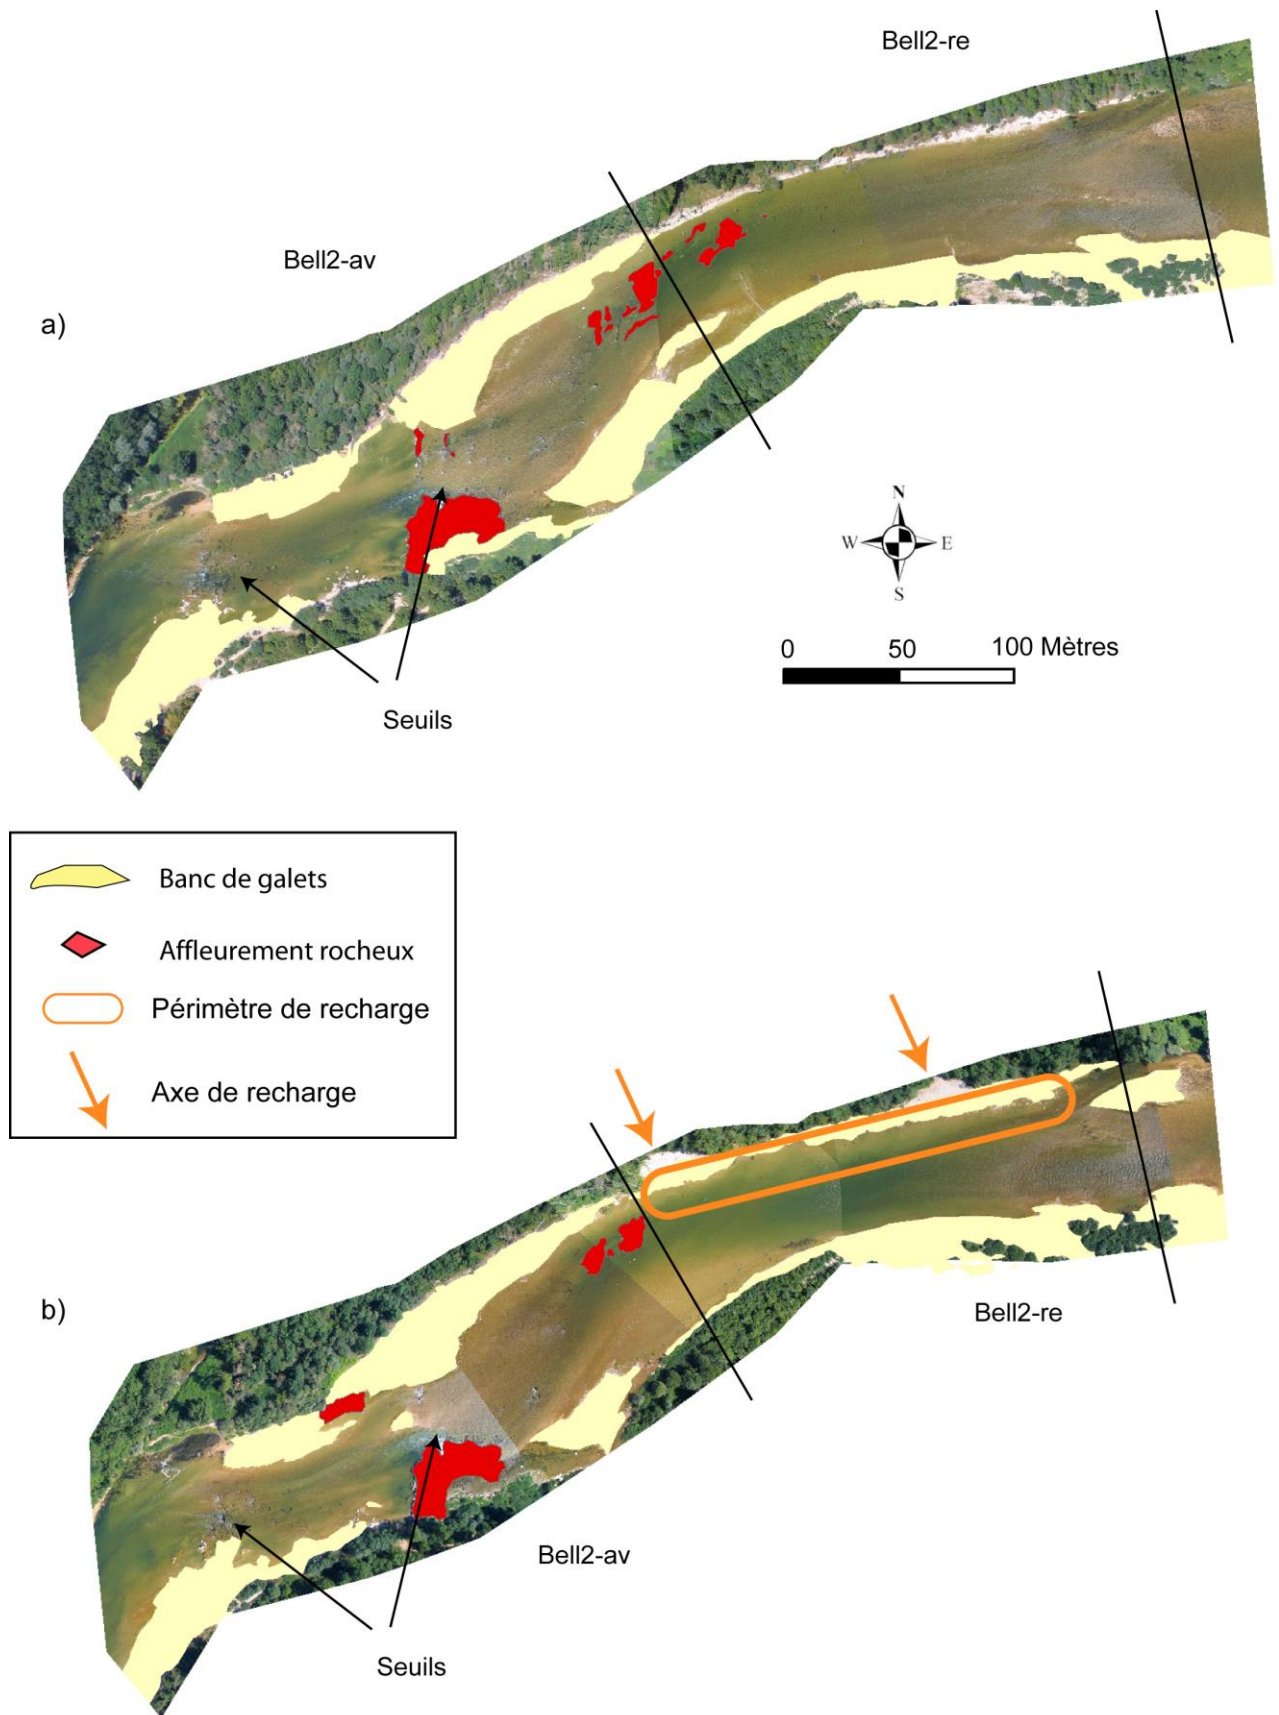 Bell2-re
Bell2-av
a)
N
W E
S
0 50 100 Mètres
Seuils
Banc de galets
Affleurement rocheux
Périmètre de recharge
Axe de recharge
b)
Bell2-re
Bell2-av
Seuils